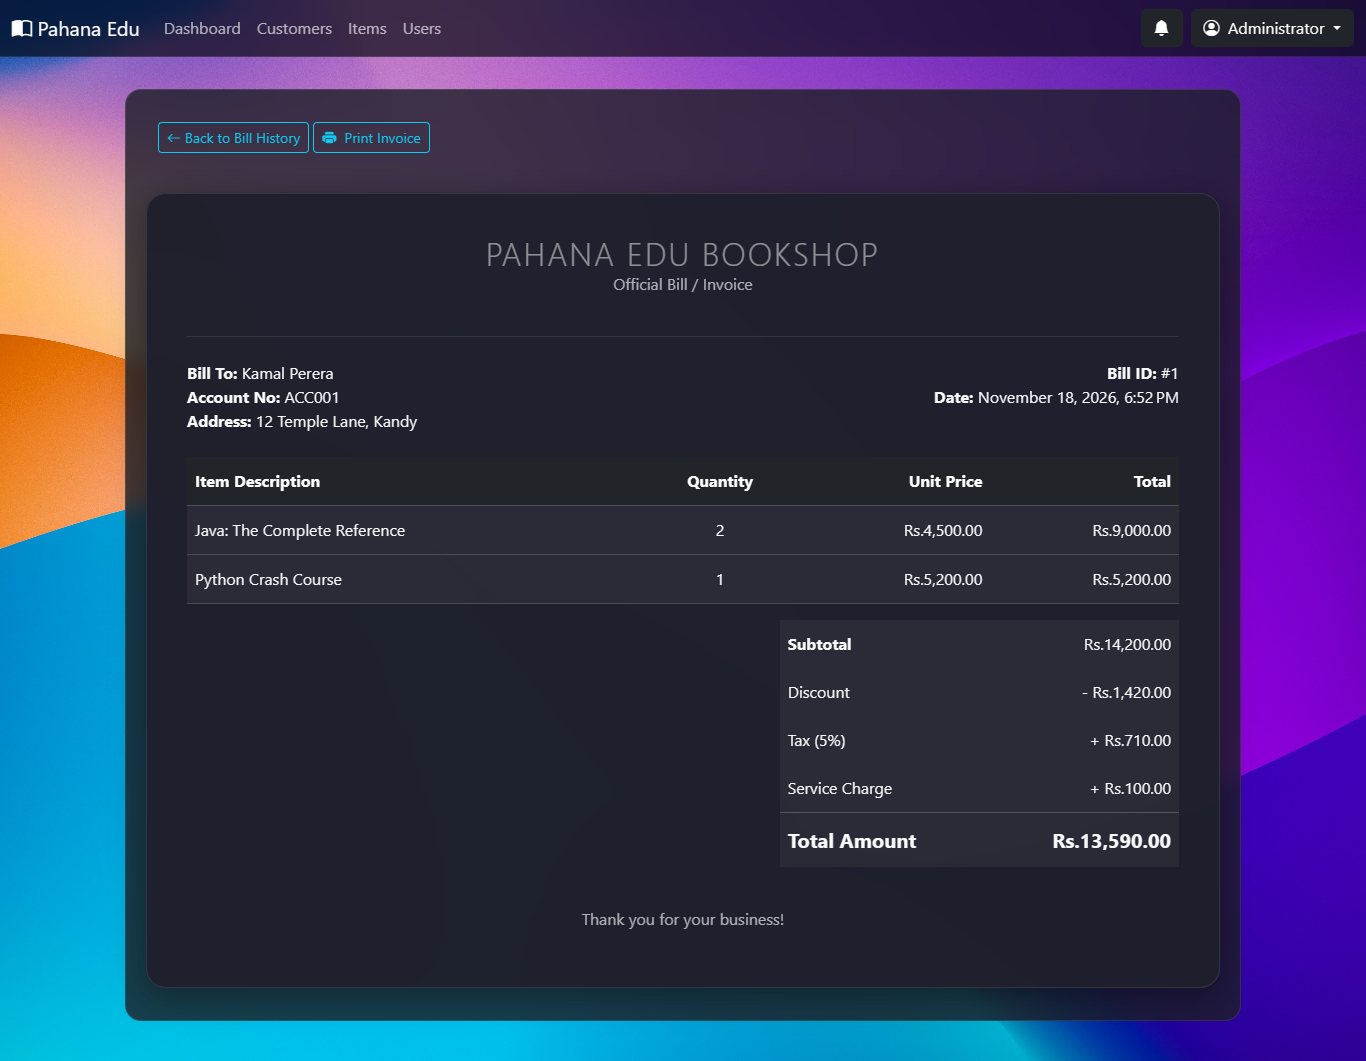 Pahana Edu Dashboard Customers Items Users Administrator
← Back to Bill History Print Invoice
PAHANA EDU BOOKSHOP
Official Bill / Invoice
Bill To: Kamal Perera Bill ID: #1
Account No: ACC001 Date: November 18, 2026, 6:52 PM
Address: 12 Temple Lane, Kandy
Item Description Quantity Unit Price Total
Java: The Complete Reference 2 Rs.4,500.00 Rs.9,000.00
Python Crash Course 1 Rs.5,200.00 Rs.5,200.00
Subtotal Rs.14,200.00
Discount - Rs.1,420.00
Tax (5%) + Rs.710.00
Service Charge + Rs.100.00
Total Amount Rs.13,590.00
Thank you for your business!